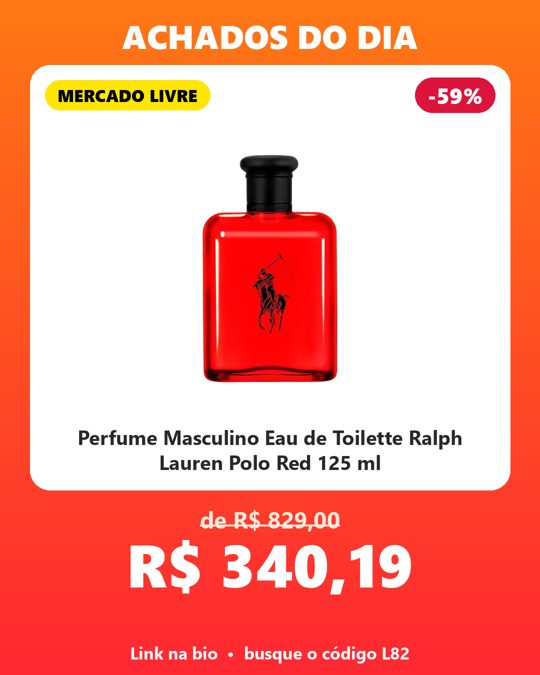 ACHADOS DO DIA
MERCADO LIVRE
-59%
Perfume Masculino Eau de Toilette Ralph
Lauren Polo Red 125 ml
de R$ 829,00
R$ 340,19
Link na bio • busque o código L82